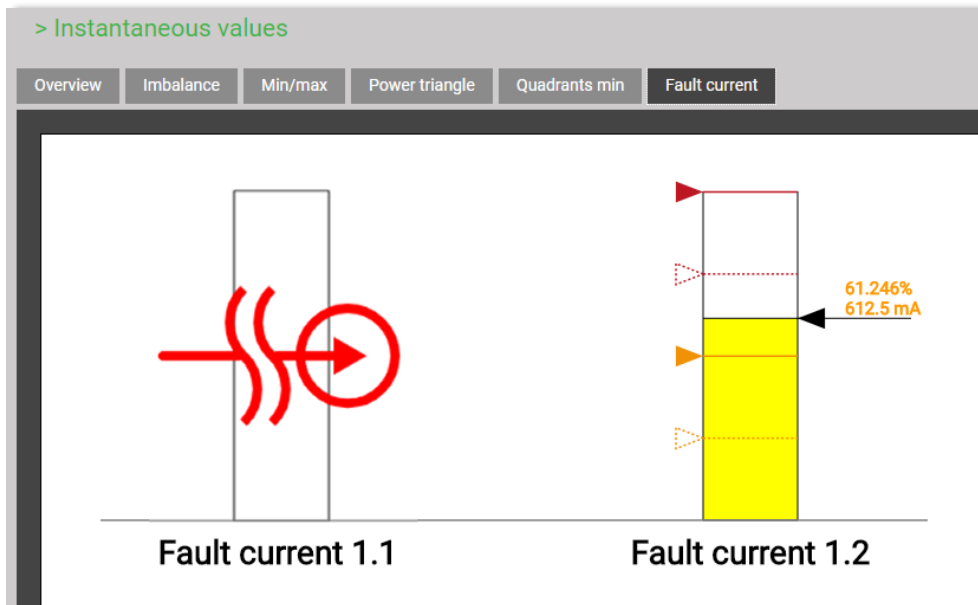 > Instantaneous values
Overview Imbalance Min/max Power triangle Quadrants min Fault current
61.246%
612.5 mA
Fault current 1.1 Fault current 1.2